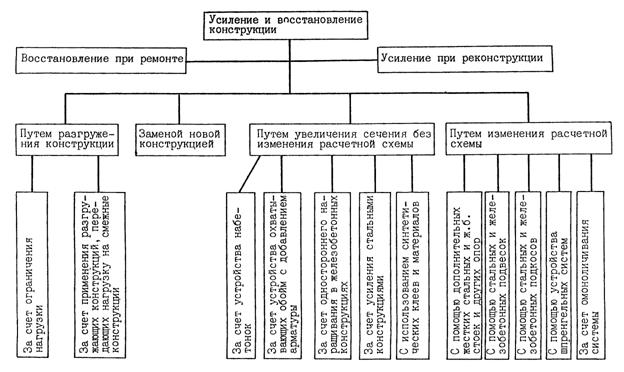 Усиление и восстановление
конструкции
Восстановление при ремонте
Усиление при реконструкции
Путем разгруже-
ния конструкции
Заменой новой
конструкцией
Путем увеличения сечения без
изменения расчетной схемы
Путем изменения расчетной
схемы
За счет ограничения
нагрузки
За счет применения разгру-
жающих конструкций, пере-
дающих нагрузку на смежные
конструкции
За счет устройства набе-
тонок
За счет устройства охваты-
вающих обойм с добавлением
арматуры
За счет одностороннего на-
ращивания в железобетонных
конструкциях
За счет усиления стальными
конструкциями
С использованием синтети-
ческих клеев и материалов
С помощью дополнительных
жестких стальных и ж.б.
стоек и других опор
С помощью стальных и желе-
зобетонных подвесок
С помощью стальных и желе-
зобетонных подкосов
С помощью устройства
шпренгельных систем
За счет омоноличивания
системы